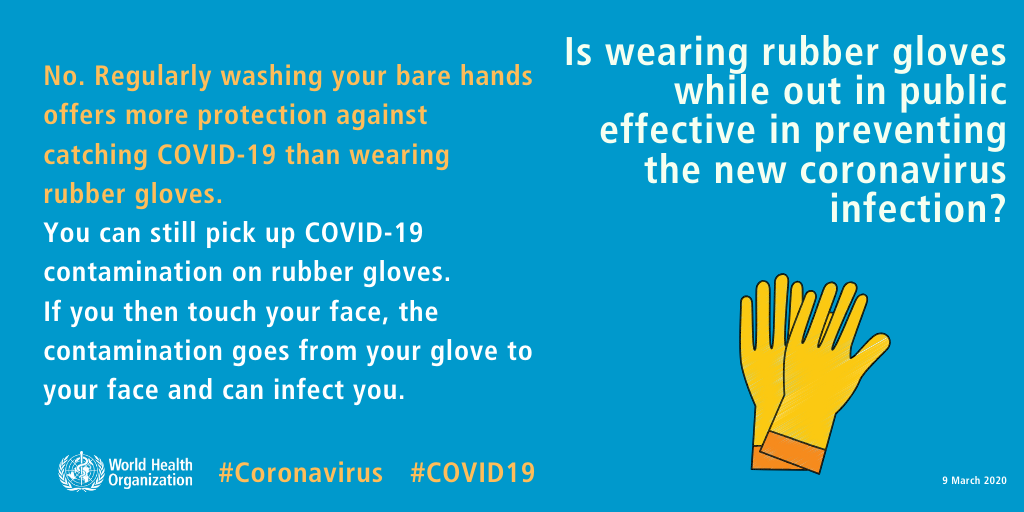 Is wearing rubber gloves
while out in public
effective in preventing
the new coronavirus
infection?
No. Regularly washing your bare hands
offers more protection against
catching COVID-19 than wearing
rubber gloves.
You can still pick up COVID-19
contamination on rubber gloves.
If you then touch your face, the
contamination goes from your glove to
your face and can infect you.
World Health
Organization
#Coronavirus #COVID19
9 March 2020